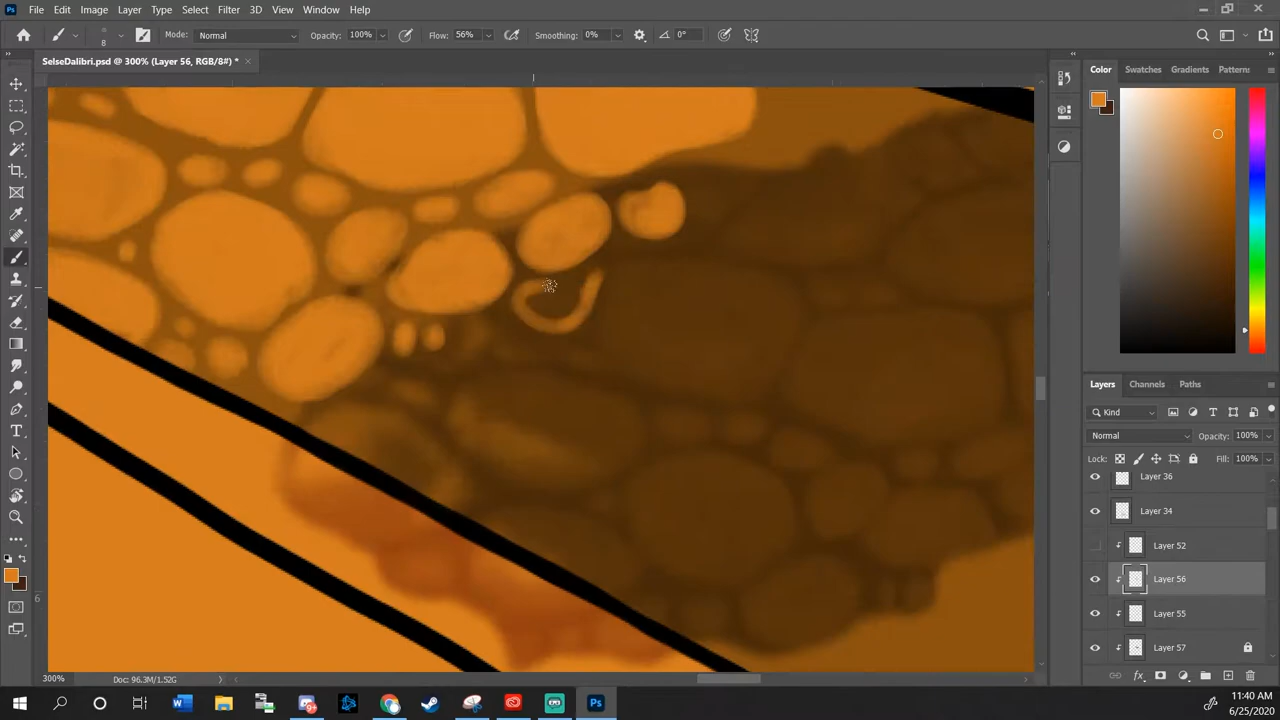 Ps File Edit Image Layer Type Select Filter 3D View Window Help
8 Mode: Normal Opacity: 100% Flow: 56% Smoothing: 0% 0°
SelseDalibri.psd @ 300% (Layer 56, RGB/8#) *
Color Swatches Gradients Patterns
Layers Channels Paths
Kind
Normal Opacity: 100%
Lock: Fill: 100%
Layer 36
Layer 34
Layer 52
Layer 56
Layer 55
Layer 57
6
300% Doc: 96.3M/1.52G
11:40 AM
6/25/2020